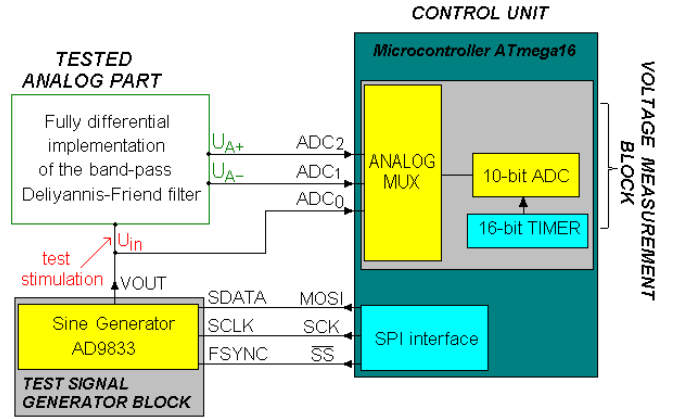 CONTROL UNIT
Microcontroller ATmega16
TESTED
ANALOG PART
Fully differential
implementation
of the band-pass
Deliyannis-Friend filter
UA+
UA−
ADC2
ADC1
ADC0
ANALOG
MUX
10-bit ADC
16-bit TIMER
VOLTAGE MEASUREMENT
BLOCK
Uin
test
stimulation
VOUT
SDATA
MOSI
SCLK
SCK
FSYNC
S̅S̅
Sine Generator
AD9833
SPI interface
TEST SIGNAL
GENERATOR BLOCK